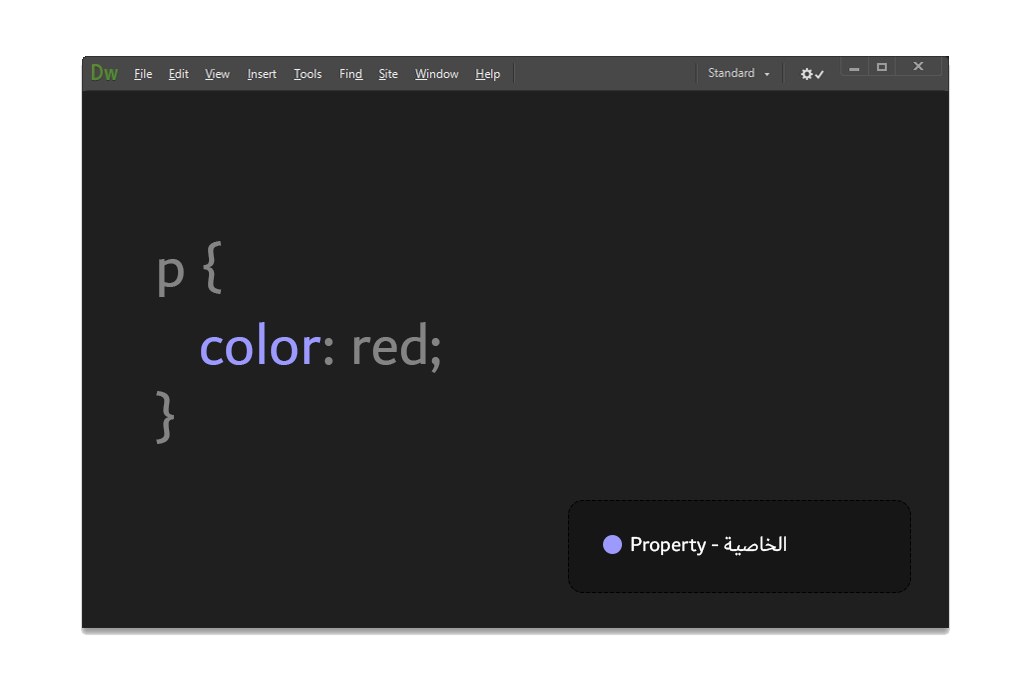 Dw File Edit View Insert Tools Find Site Window Help Standard
p {
color: red;
}
Property - الخاصية